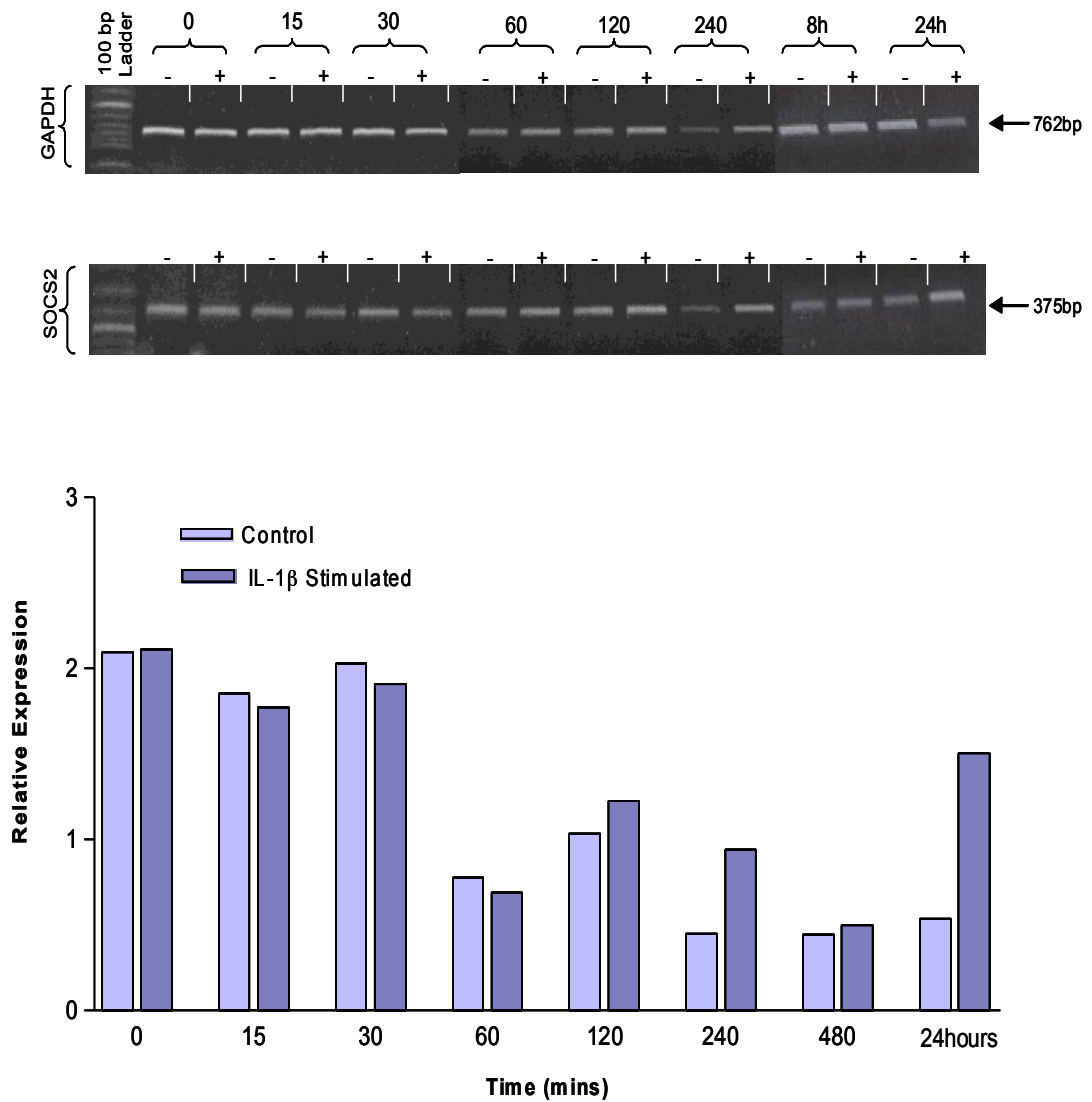 100 bp Ladder
0 15 30 60 120 240 8h 24h
- + - + - + - + - + - + - + - +
GAPDH
762bp
- + - + - + - + - + - + - + - +
SOCS2
375bp
3
2
1
0
Control
IL-1β Stimulated
Relative Expression
0 15 30 60 120 240 480 24hours
Time (mins)